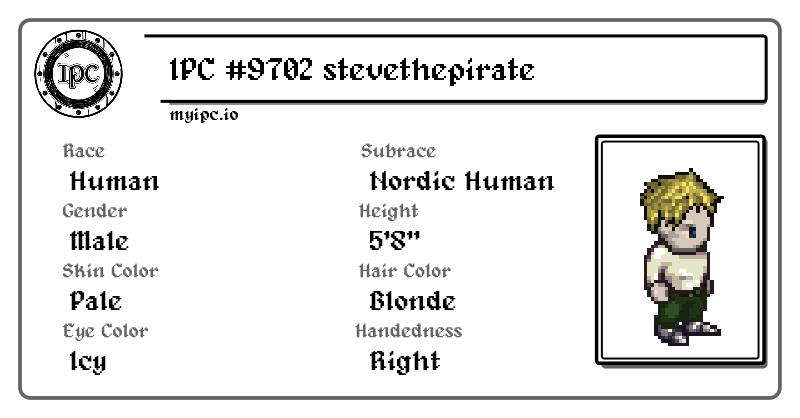 IPC
IPC #9702 stevethepirate
myipc.io
Race
Human
Subrace
Nordic Human
Gender
Male
Height
5'8"
Skin Color
Pale
Hair Color
Blonde
Eye Color
Icy
Handedness
Right